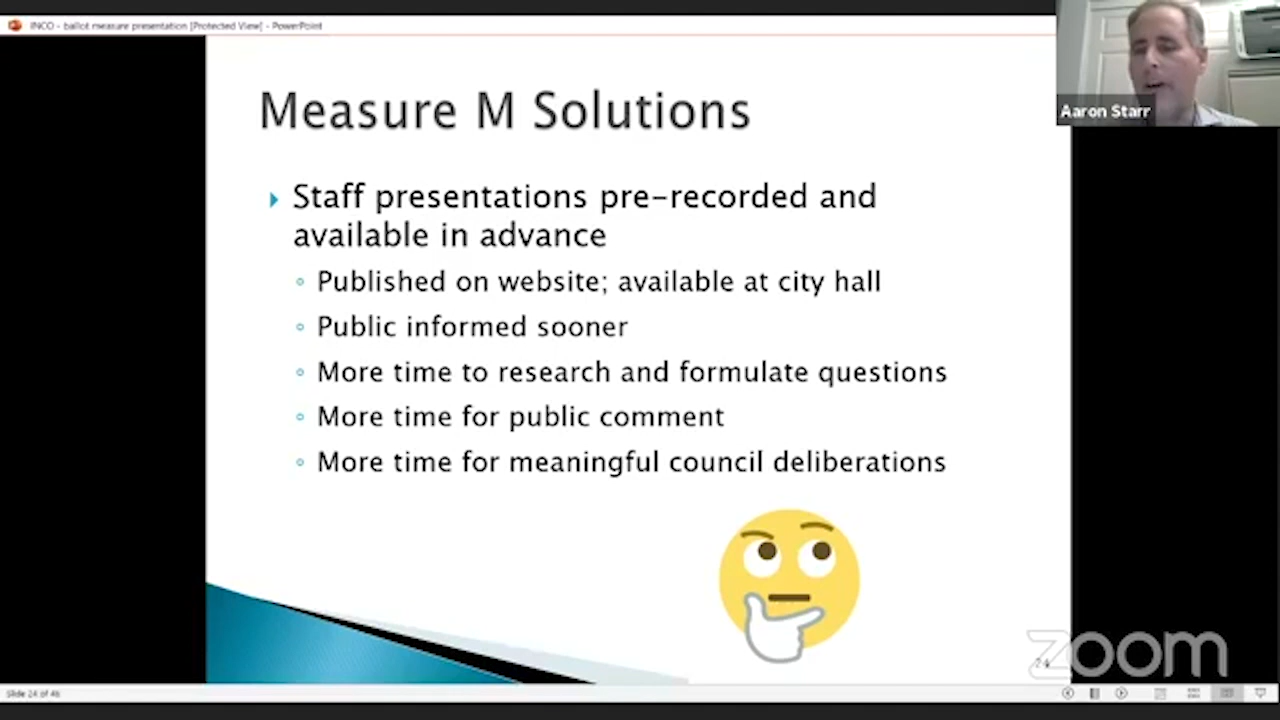 INCO - ballot measure presentation [Protected View] - PowerPoint
Aaron Starr
Measure M Solutions
Staff presentations pre-recorded and
available in advance
Published on website; available at city hall
Public informed sooner
More time to research and formulate questions
More time for public comment
More time for meaningful council deliberations
24
zoom
Slide 24 of 46